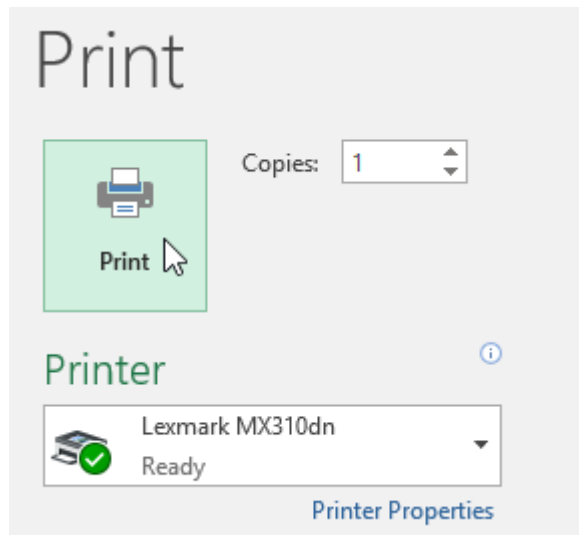 Print
Copies: 1
Print
Printer
Lexmark MX310dn
Ready
Printer Properties